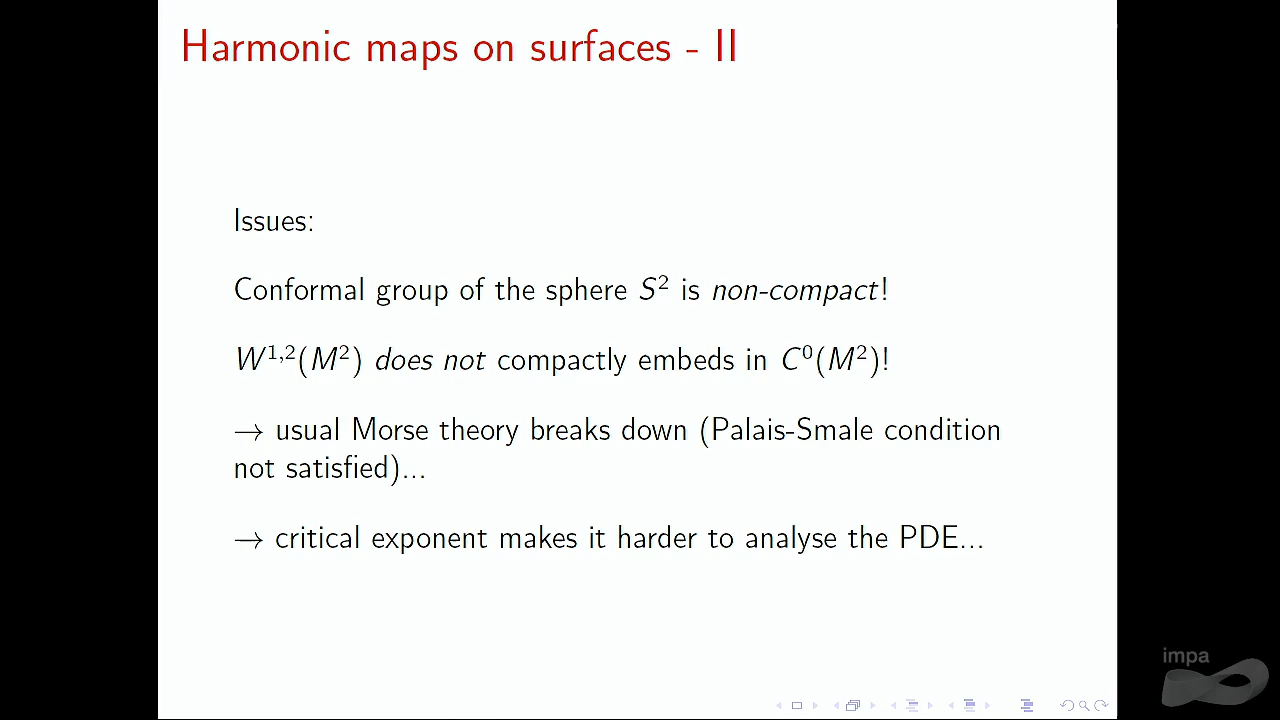 Harmonic maps on surfaces - II
Issues:
Conformal group of the sphere S² is non-compact!
W¹,²(M²) does not compactly embeds in C⁰(M²)!
→ usual Morse theory breaks down (Palais-Smale condition
not satisfied)...
→ critical exponent makes it harder to analyse the PDE...
impa